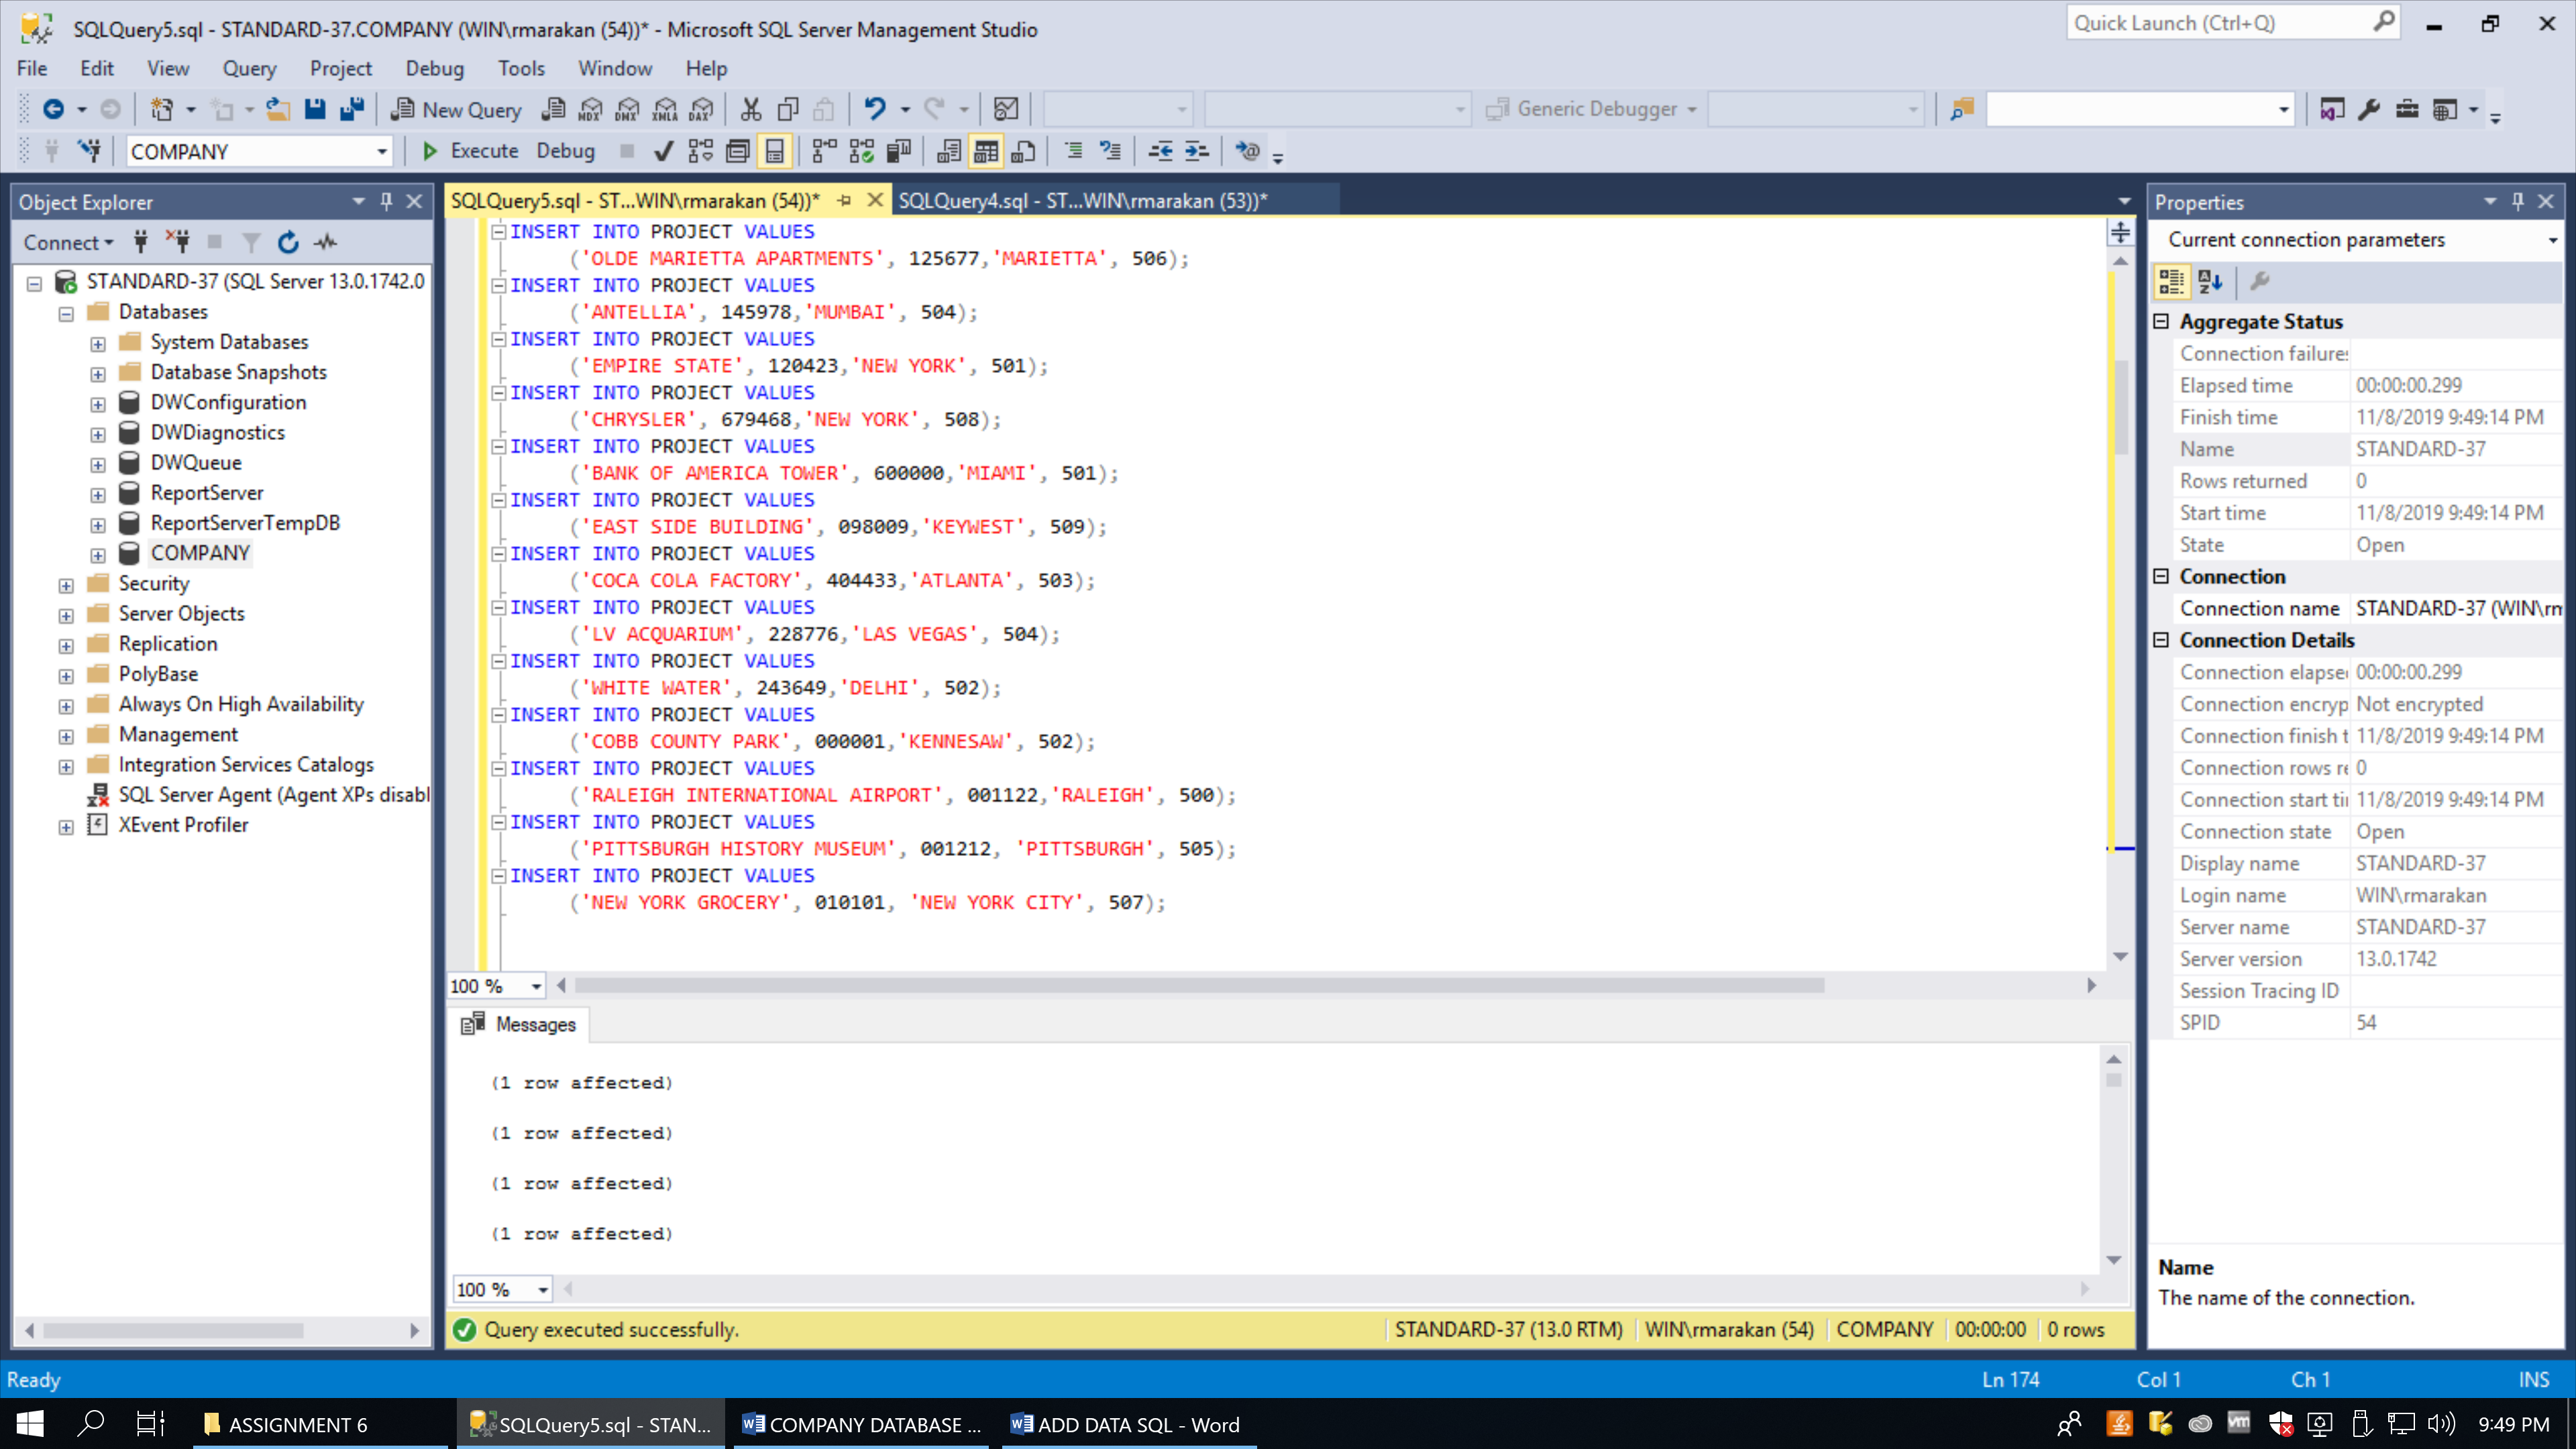 SQLQuery5.sql - STANDARD-37.COMPANY (WIN\rmarakan (54))* - Microsoft SQL Server Management Studio
Quick Launch (Ctrl+Q)
File Edit View Query Project Debug Tools Window Help
New Query MDX DMX XMLA DAX Generic Debugger
COMPANY Execute Debug
Object Explorer
Connect
STANDARD-37 (SQL Server 13.0.1742.0
Databases
System Databases
Database Snapshots
DWConfiguration
DWDiagnostics
DWQueue
ReportServer
ReportServerTempDB
COMPANY
Security
Server Objects
Replication
PolyBase
Always On High Availability
Management
Integration Services Catalogs
SQL Server Agent (Agent XPs disabl
XEvent Profiler
SQLQuery5.sql - ST...WIN\rmarakan (54))* SQLQuery4.sql - ST...WIN\rmarakan (53))*
INSERT INTO PROJECT VALUES
('OLDE MARIETTA APARTMENTS', 125677,'MARIETTA', 506);
INSERT INTO PROJECT VALUES
('ANTELLIA', 145978,'MUMBAI', 504);
INSERT INTO PROJECT VALUES
('EMPIRE STATE', 120423,'NEW YORK', 501);
INSERT INTO PROJECT VALUES
('CHRYSLER', 679468,'NEW YORK', 508);
INSERT INTO PROJECT VALUES
('BANK OF AMERICA TOWER', 600000,'MIAMI', 501);
INSERT INTO PROJECT VALUES
('EAST SIDE BUILDING', 098009,'KEYWEST', 509);
INSERT INTO PROJECT VALUES
('COCA COLA FACTORY', 404433,'ATLANTA', 503);
INSERT INTO PROJECT VALUES
('LV ACQUARIUM', 228776,'LAS VEGAS', 504);
INSERT INTO PROJECT VALUES
('WHITE WATER', 243649,'DELHI', 502);
INSERT INTO PROJECT VALUES
('COBB COUNTY PARK', 000001,'KENNESAW', 502);
INSERT INTO PROJECT VALUES
('RALEIGH INTERNATIONAL AIRPORT', 001122,'RALEIGH', 500);
INSERT INTO PROJECT VALUES
('PITTSBURGH HISTORY MUSEUM', 001212, 'PITTSBURGH', 505);
INSERT INTO PROJECT VALUES
('NEW YORK GROCERY', 010101, 'NEW YORK CITY', 507);
100 %
Messages
(1 row affected)
(1 row affected)
(1 row affected)
(1 row affected)
100 %
Query executed successfully. STANDARD-37 (13.0 RTM) WIN\rmarakan (54) COMPANY 00:00:00 0 rows
Properties
Current connection parameters
Aggregate Status
Connection failure
Elapsed time 00:00:00.299
Finish time 11/8/2019 9:49:14 PM
Name STANDARD-37
Rows returned 0
Start time 11/8/2019 9:49:14 PM
State Open
Connection
Connection name STANDARD-37 (WIN\rm
Connection Details
Connection elapse 00:00:00.299
Connection encryp Not encrypted
Connection finish t 11/8/2019 9:49:14 PM
Connection rows re 0
Connection start ti 11/8/2019 9:49:14 PM
Connection state Open
Display name STANDARD-37
Login name WIN\rmarakan
Server name STANDARD-37
Server version 13.0.1742
Session Tracing ID
SPID 54
Name
The name of the connection.
Ready Ln 174 Col 1 Ch 1 INS
ASSIGNMENT 6 SQLQuery5.sql - STAN... COMPANY DATABASE ... ADD DATA SQL - Word 9:49 PM